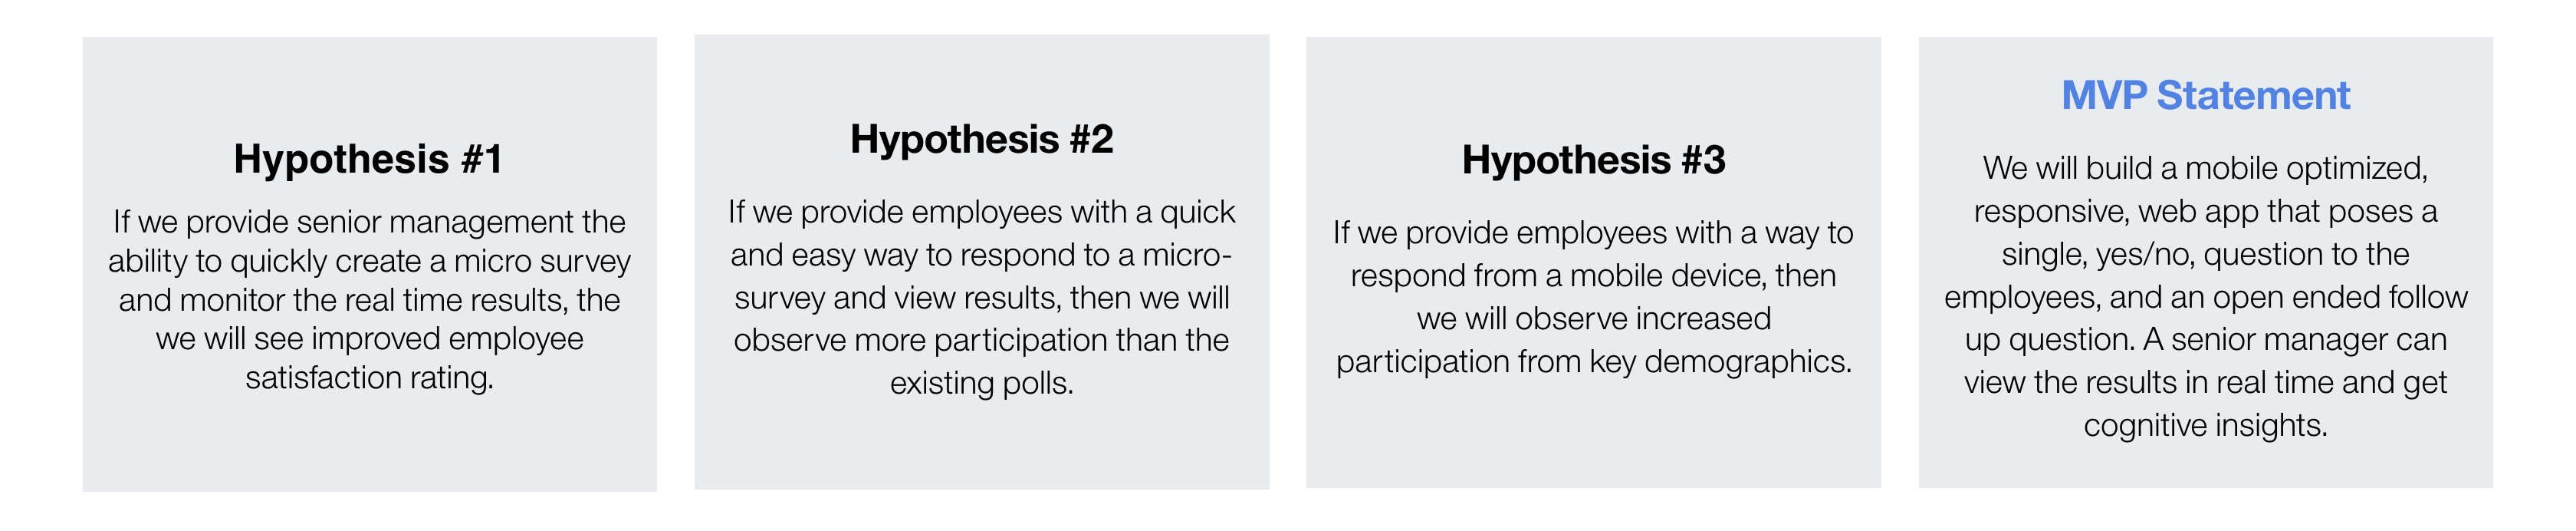 Hypothesis #1
If we provide senior management the
ability to quickly create a micro survey
and monitor the real time results, the
we will see improved employee
satisfaction rating.
Hypothesis #2
If we provide employees with a quick
and easy way to respond to a micro-
survey and view results, then we will
observe more participation than the
existing polls.
Hypothesis #3
If we provide employees with a way to
respond from a mobile device, then
we will observe increased
participation from key demographics.
MVP Statement
We will build a mobile optimized,
responsive, web app that poses a
single, yes/no, question to the
employees, and an open ended follow
up question. A senior manager can
view the results in real time and get
cognitive insights.